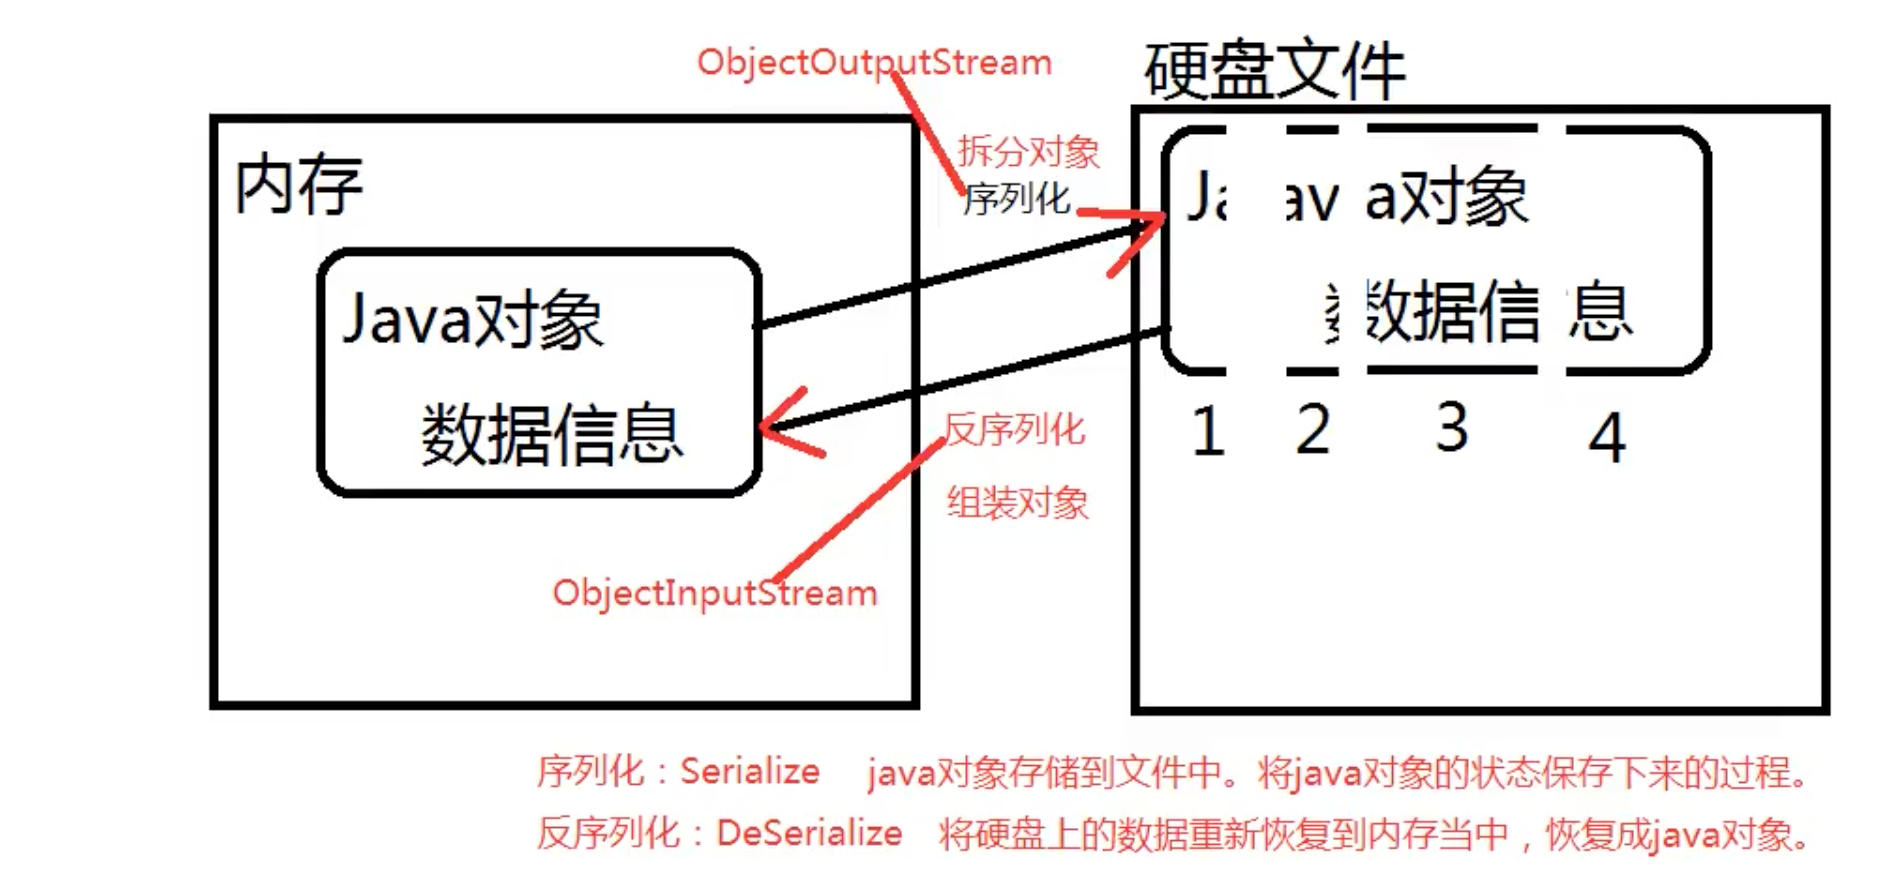 ObjectOutputStream
硬盘文件
内存
拆分对象
序列化
Ja av a对象
数据信 息
Java对象
数据信息
1 2 3 4
反序列化
组装对象
ObjectInputStream
序列化：Serialize java对象存储到文件中。将java对象的状态保存下来的过程。
反序列化：DeSerialize 将硬盘上的数据重新恢复到内存当中，恢复成java对象。